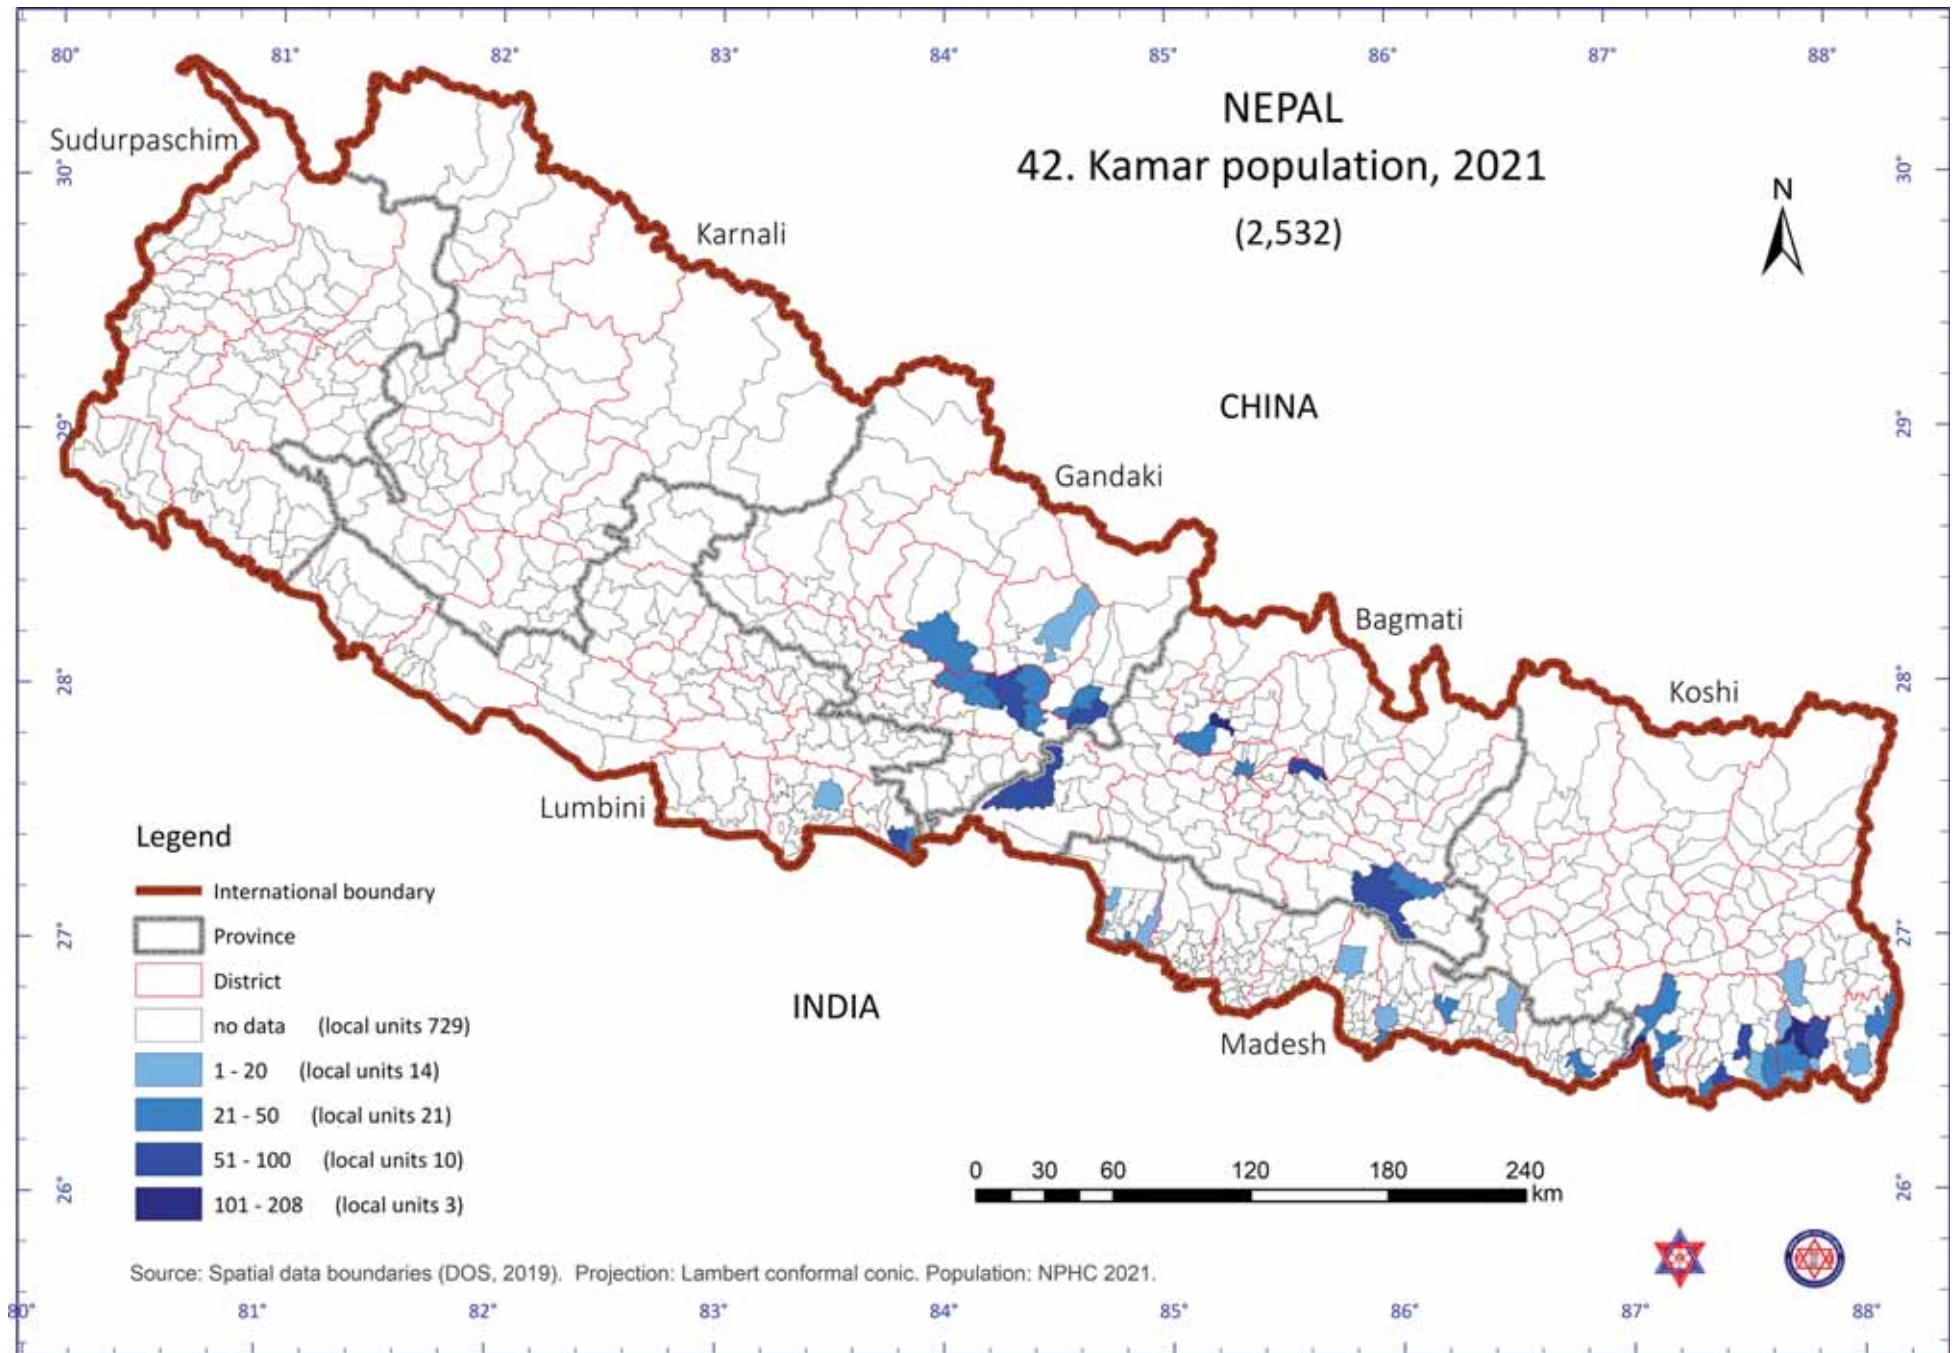 80° 81° 82° 83° 84° 85° 86° 87° 88°
NEPAL
42. Kamar population, 2021
(2,532)
N
Sudurpaschim
30°
30°
Karnali
CHINA
29°
29°
Gandaki
Bagmati
28°
28°
Koshi
Lumbini
Legend
International boundary
Province
27°
27°
District
INDIA
no data (local units 729)
Madesh
1 - 20 (local units 14)
21 - 50 (local units 21)
51 - 100 (local units 10)
0 30 60 120 180 240
km
26°
26°
101 - 208 (local units 3)
Source: Spatial data boundaries (DOS, 2019). Projection: Lambert conformal conic. Population: NPHC 2021.
80° 81° 82° 83° 84° 85° 86° 87° 88°